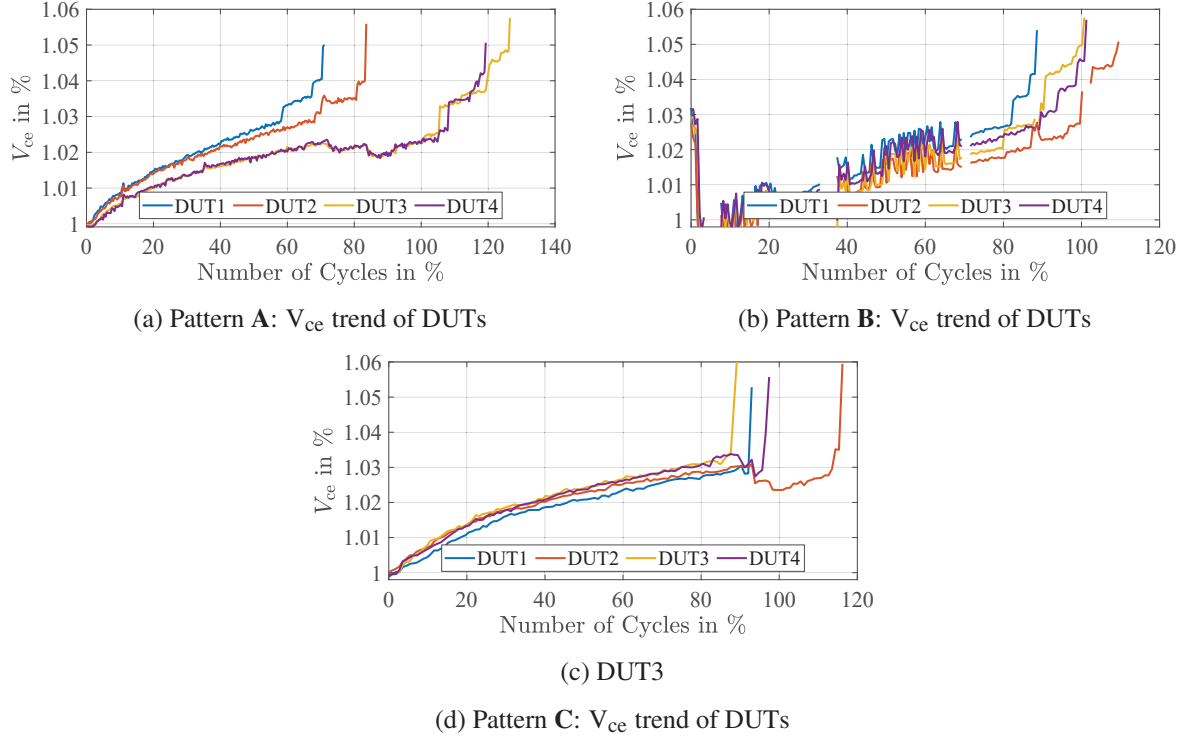 1.06
1.05
1.04
1.03
1.02
1.01
1
V_ce in %
DUT1 DUT2 DUT3 DUT4
0 20 40 60 80 100 120 140
Number of Cycles in %
(a) Pattern A: V_ce trend of DUTs
1.06
1.05
1.04
1.03
1.02
1.01
1
V_ce in %
DUT1 DUT2 DUT3 DUT4
0 20 40 60 80 100 120
Number of Cycles in %
(b) Pattern B: V_ce trend of DUTs
1.06
1.05
1.04
1.03
1.02
1.01
1
V_ce in %
DUT1 DUT2 DUT3 DUT4
0 20 40 60 80 100 120
Number of Cycles in %
(c) DUT3
(d) Pattern C: V_ce trend of DUTs